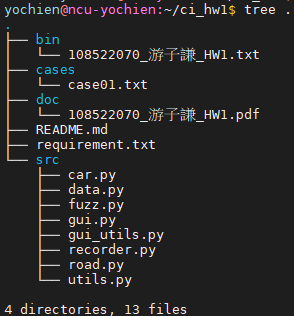 yochien@ncu-yochien:~/ci_hw1$ tree .
.
├── bin
│   └── 108522070_游子謙_HW1.txt
├── cases
│   └── case01.txt
├── doc
│   └── 108522070_游子謙_HW1.pdf
├── README.md
├── requirement.txt
└── src
    ├── car.py
    ├── data.py
    ├── fuzz.py
    ├── gui.py
    ├── gui_utils.py
    ├── recorder.py
    ├── road.py
    └── utils.py
4 directories, 13 files